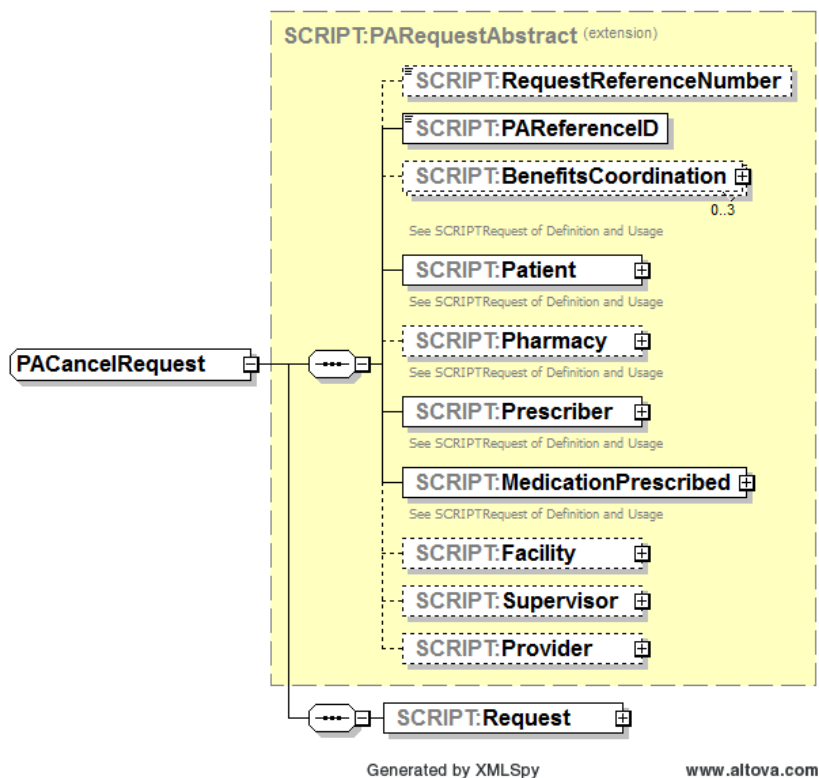 SCRIPT:PARequestAbstract (extension)
SCRIPT:RequestReferenceNumber
SCRIPT:PAReferenceID
SCRIPT:BenefitsCoordination
0..3
See SCRIPTRequest of Definition and Usage
SCRIPT:Patient
See SCRIPTRequest of Definition and Usage
SCRIPT:Pharmacy
See SCRIPTRequest of Definition and Usage
PACancelRequest
SCRIPT:Prescriber
See SCRIPTRequest of Definition and Usage
SCRIPT:MedicationPrescribed
See SCRIPTRequest of Definition and Usage
SCRIPT:Facility
SCRIPT:Supervisor
SCRIPT:Provider
SCRIPT:Request
Generated by XMLSpy
www.altova.com